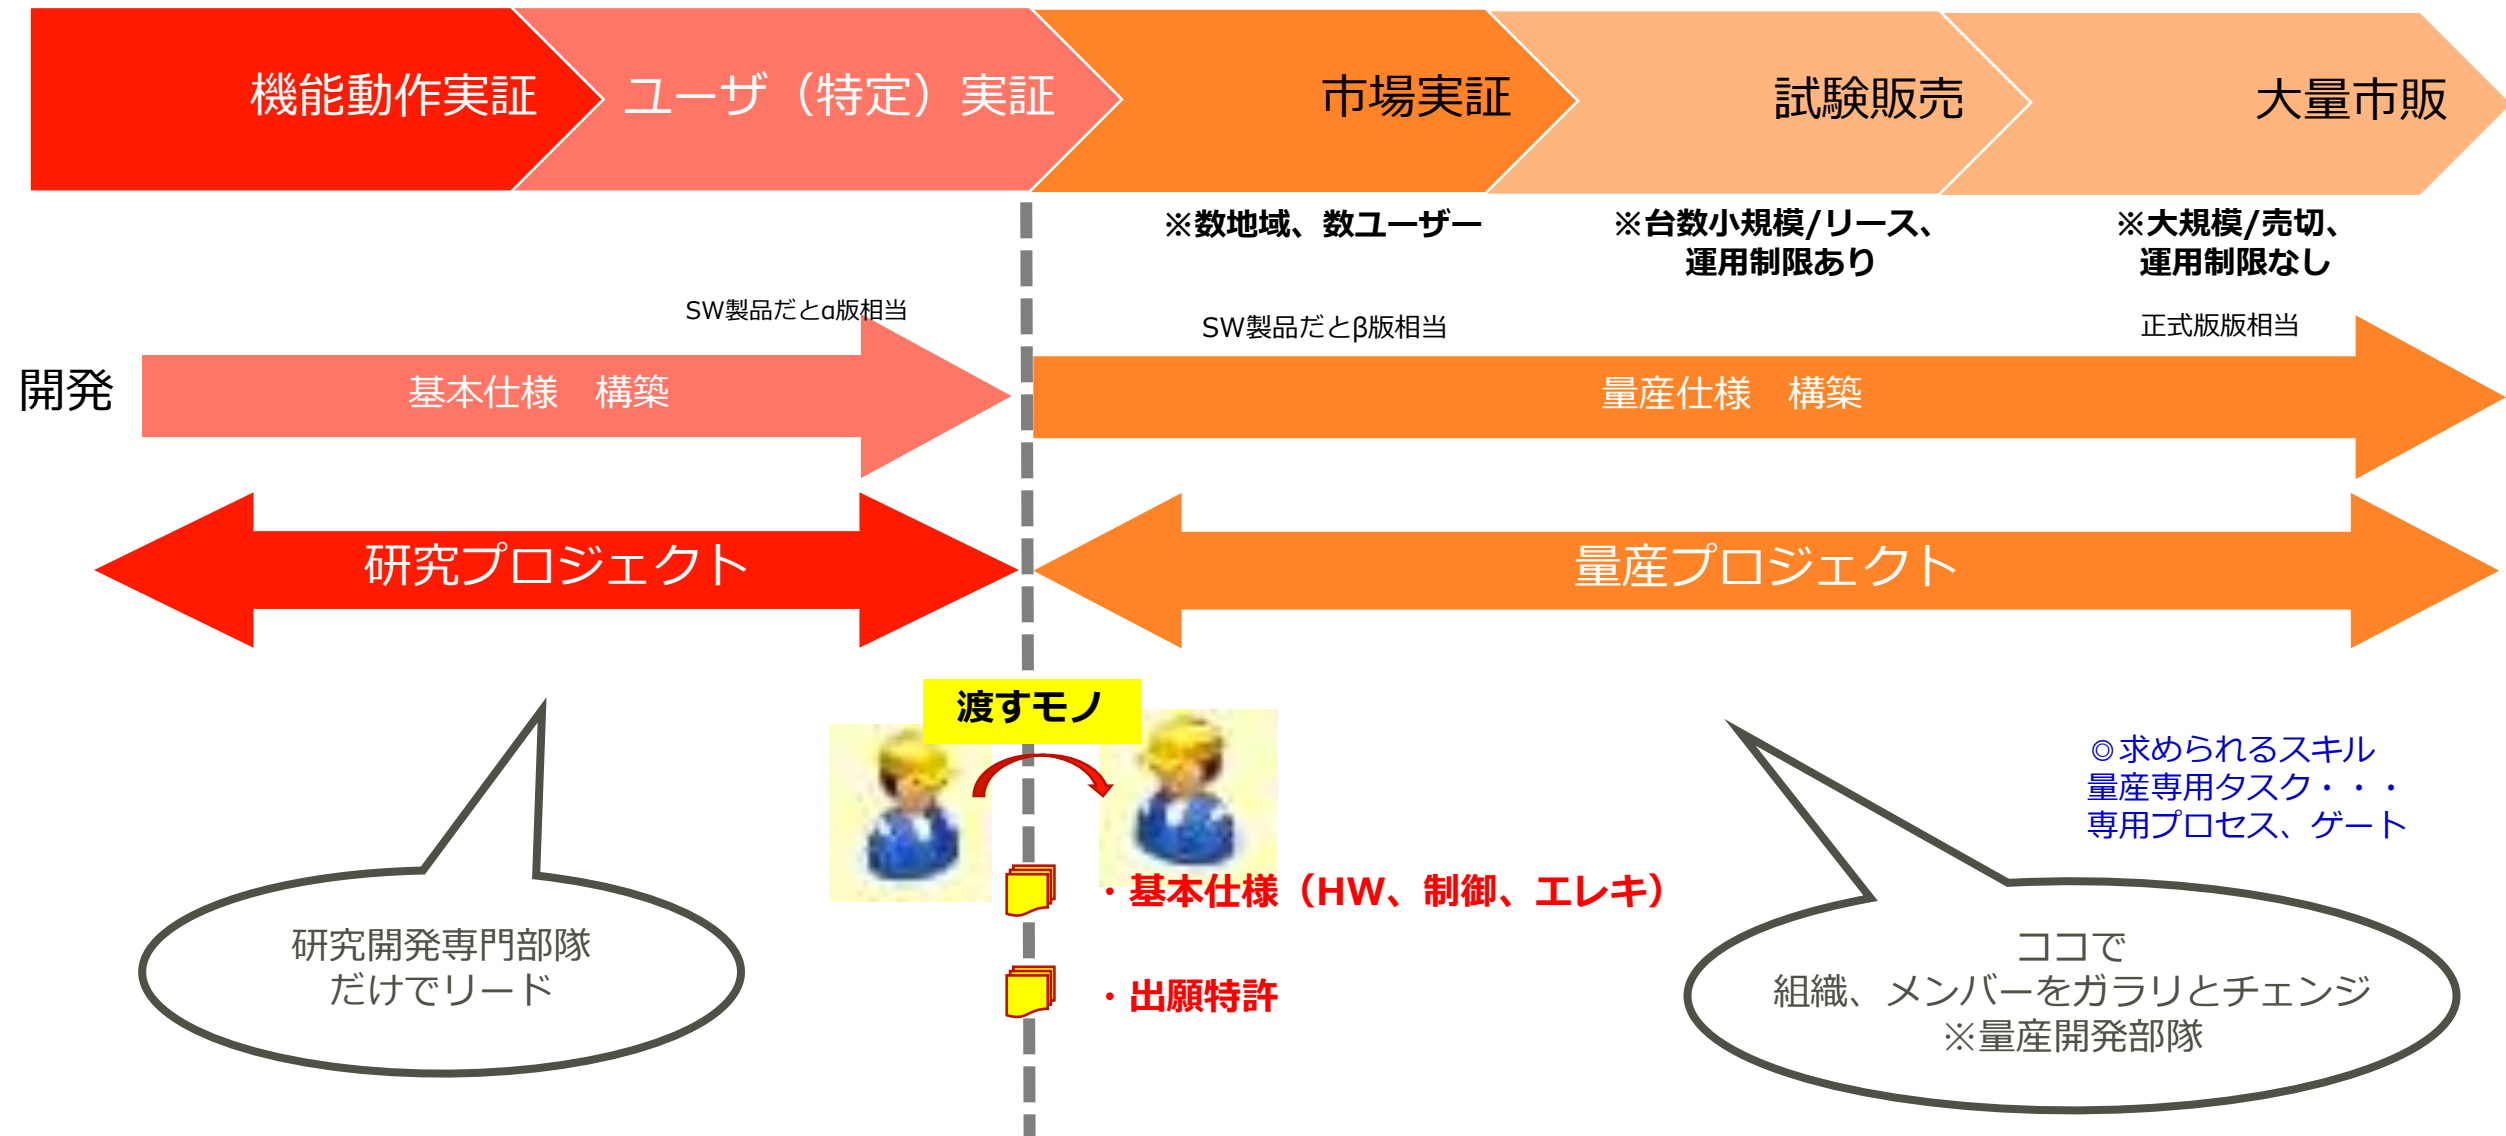 機能動作実証
ユーザ（特定）実証
市場実証
試験販売
大量市販
※数地域、数ユーザー
※台数小規模/リース、
運用制限あり
※大規模/売切、
運用制限なし
SW製品だとα版相当
SW製品だとβ版相当
正式版版相当
開発
基本仕様　構築
量産仕様　構築
研究プロジェクト
量産プロジェクト
渡すモノ
◎求められるスキル
量産専用タスク・・・
専用プロセス、ゲート
・基本仕様（HW、制御、エレキ）
・出願特許
研究開発専門部隊
だけでリード
ココで
組織、メンバーをガラリとチェンジ
※量産開発部隊